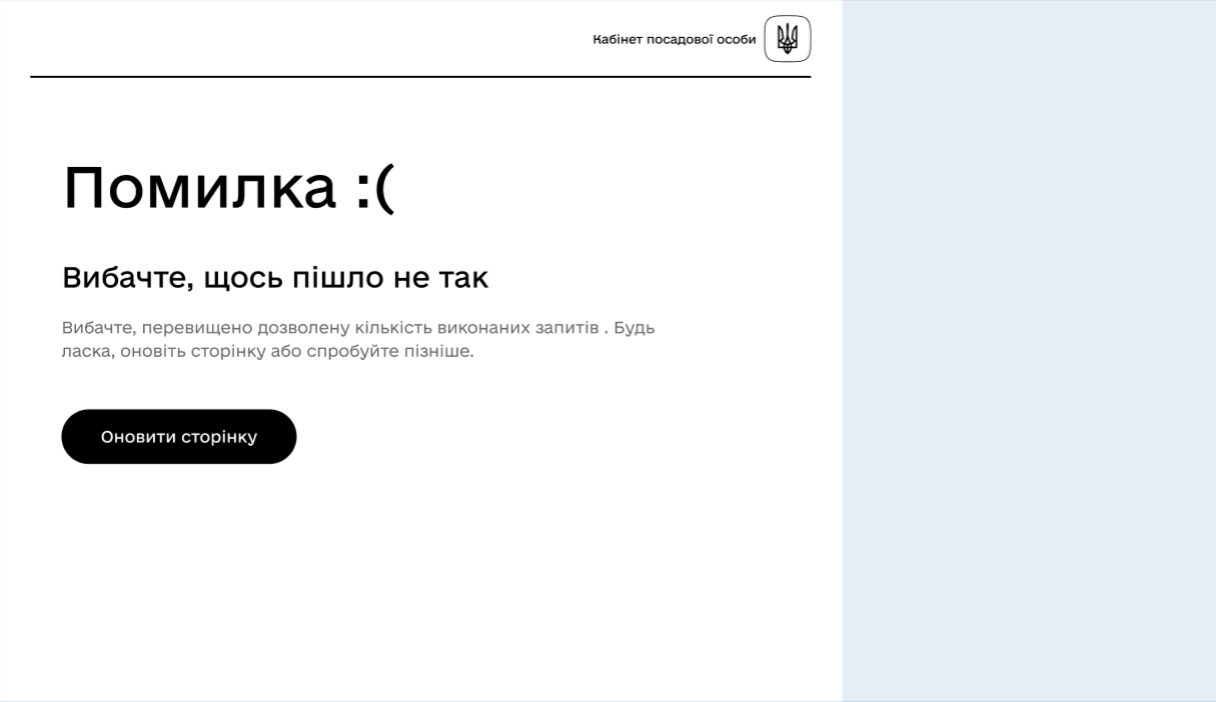 Кабінет посадової особи
Помилка :(
Вибачте, щось пішло не так
Вибачте, перевищено дозволену кількість виконаних запитів . Будь
ласка, оновіть сторінку або спробуйте пізніше.
Оновити сторінку